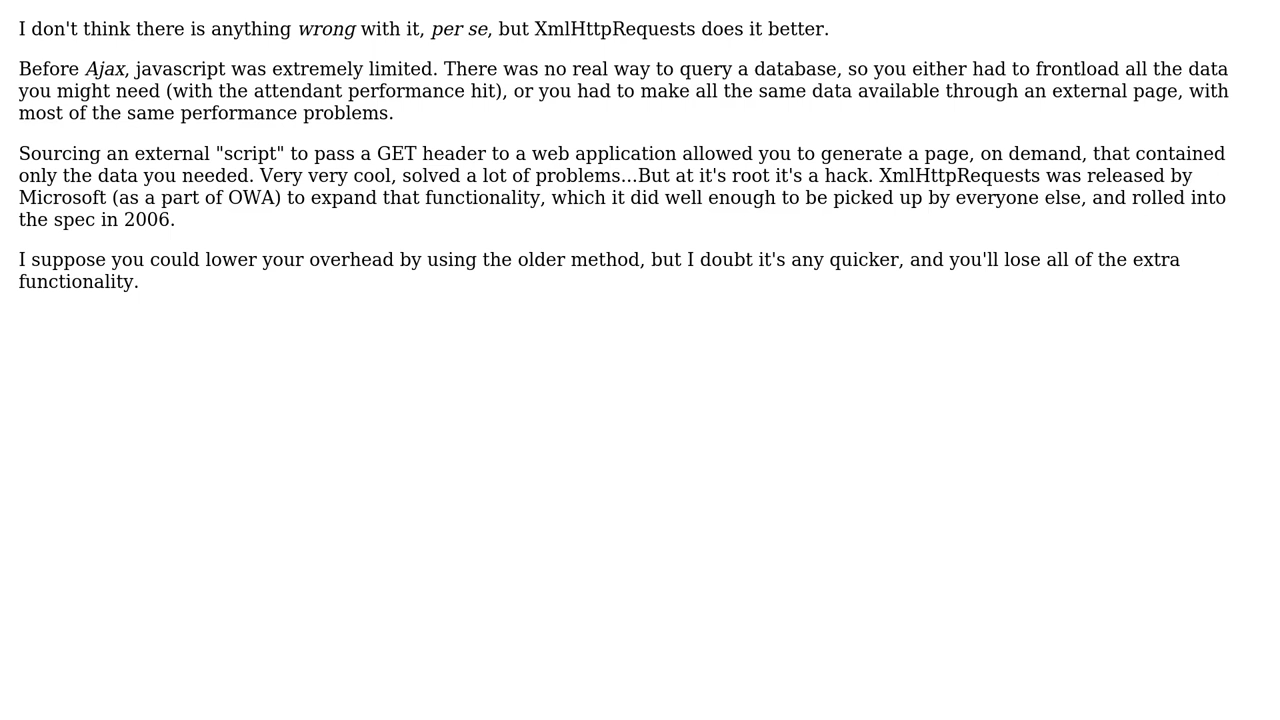 I don't think there is anything wrong with it, per se, but XmlHttpRequests does it better.
Before Ajax, javascript was extremely limited. There was no real way to query a database, so you either had to frontload all the data
you might need (with the attendant performance hit), or you had to make all the same data available through an external page, with
most of the same performance problems.
Sourcing an external "script" to pass a GET header to a web application allowed you to generate a page, on demand, that contained
only the data you needed. Very very cool, solved a lot of problems...But at it's root it's a hack. XmlHttpRequests was released by
Microsoft (as a part of OWA) to expand that functionality, which it did well enough to be picked up by everyone else, and rolled into
the spec in 2006.
I suppose you could lower your overhead by using the older method, but I doubt it's any quicker, and you'll lose all of the extra
functionality.